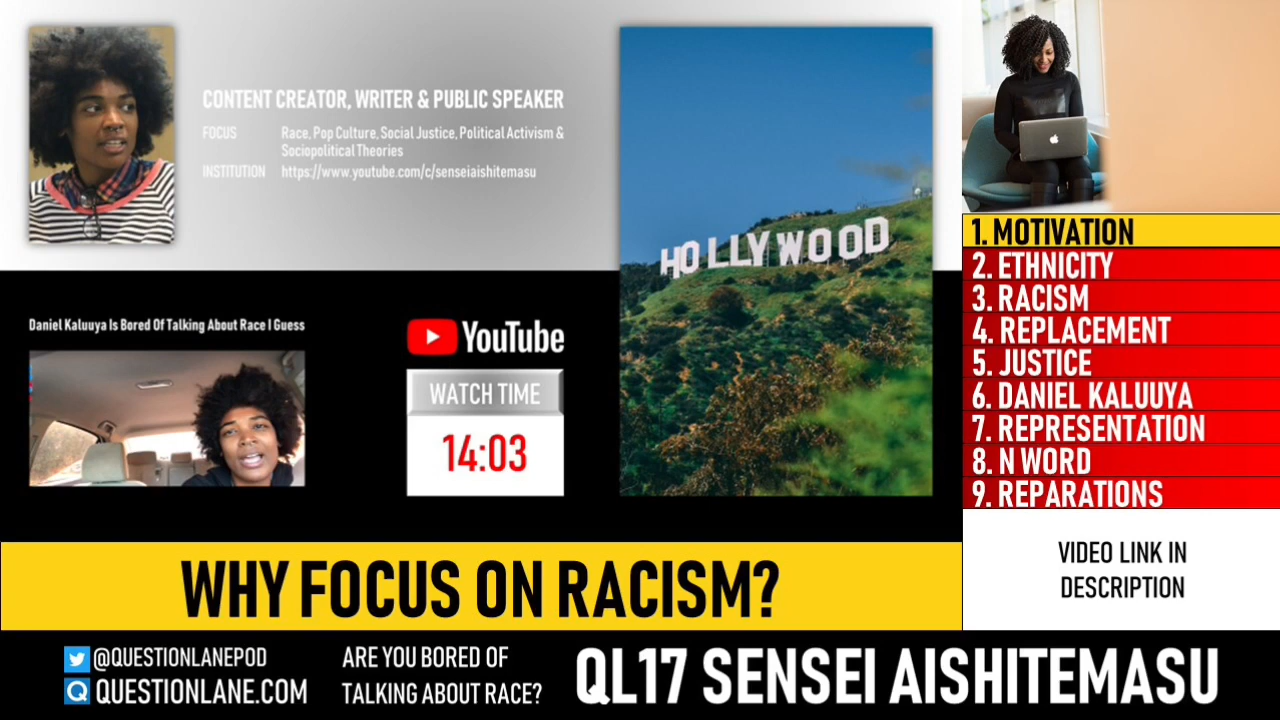 CONTENT CREATOR, WRITER & PUBLIC SPEAKER
FOCUS Race, Pop Culture, Social Justice, Political Activism &
Sociopolitical Theories
INSTITUTION https://www.youtube.com/c/senseiaishitemasu
HOLLYWOOD
Daniel Kaluuya Is Bored Of Talking About Race I Guess
YouTube
WATCH TIME
14:03
1. MOTIVATION
2. ETHNICITY
3. RACISM
4. REPLACEMENT
5. JUSTICE
6. DANIEL KALUUYA
7. REPRESENTATION
8. N WORD
9. REPARATIONS
VIDEO LINK IN
DESCRIPTION
WHY FOCUS ON RACISM?
@QUESTIONLANEPOD
QUESTIONLANE.COM
ARE YOU BORED OF
TALKING ABOUT RACE?
QL17 SENSEI AISHITEMASU